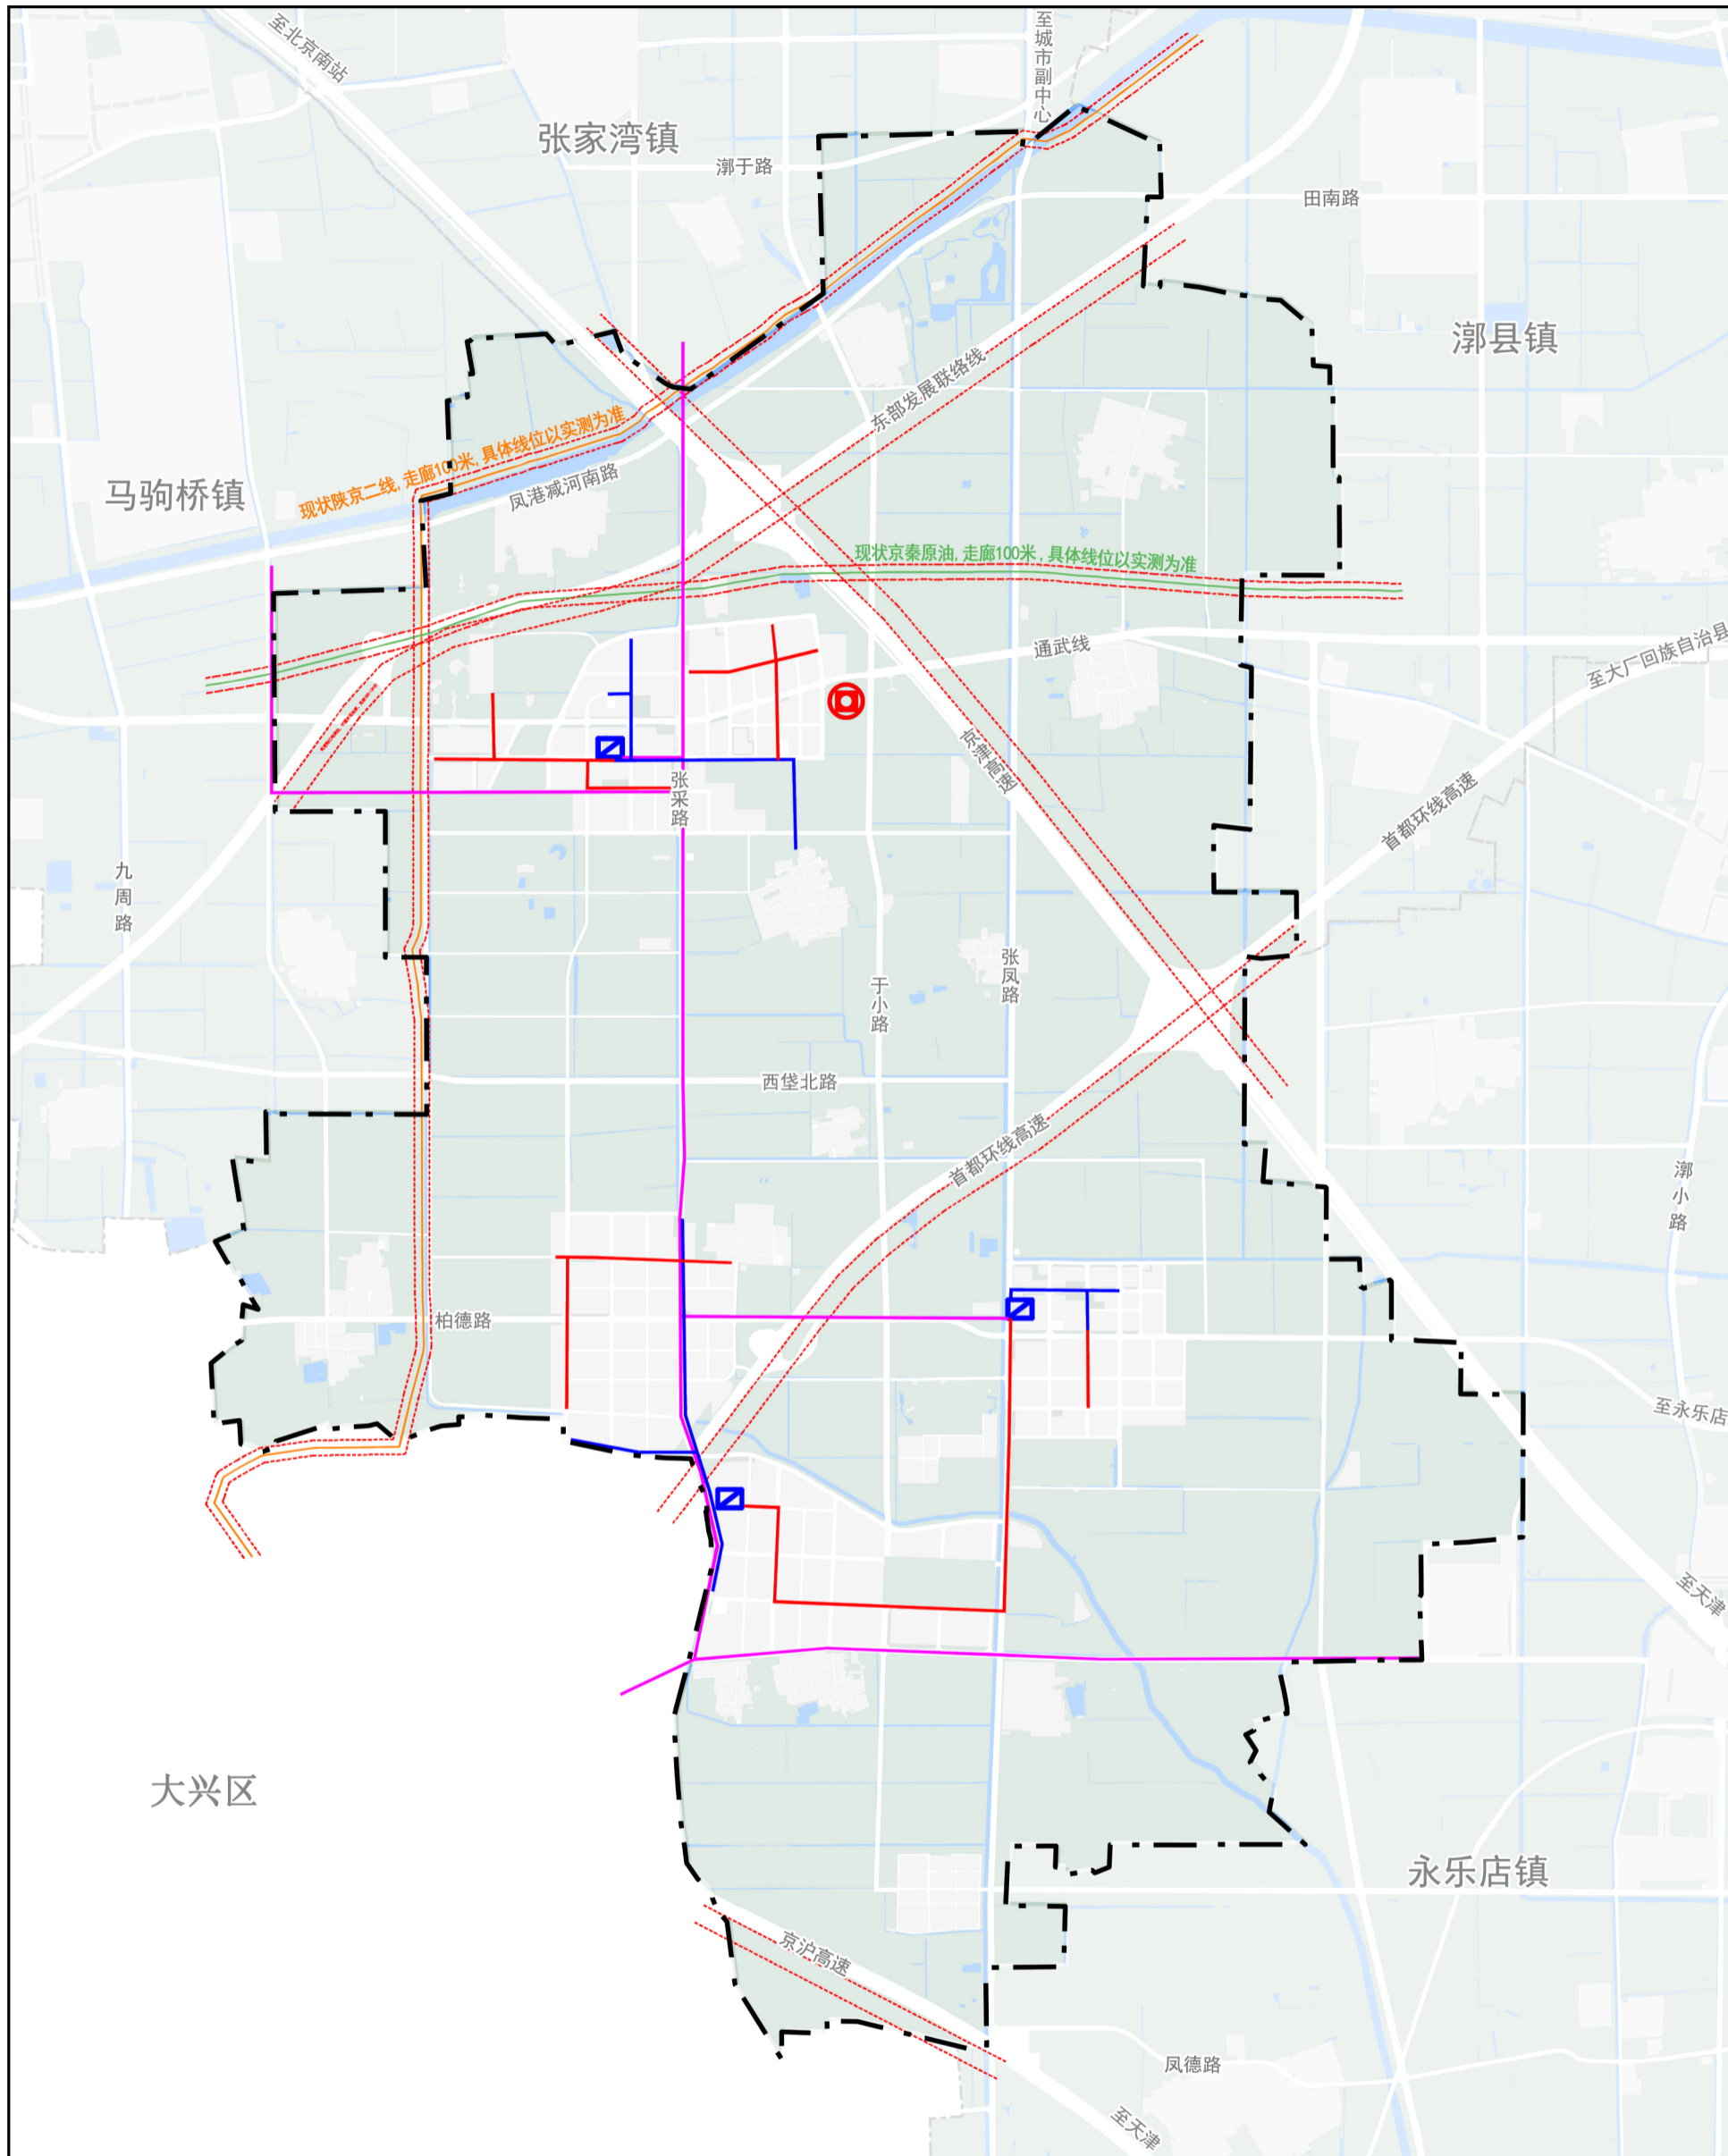 至北京南站
至城市副中心
张家湾镇
漷于路
田南路
漷县镇
东部发展联络线
现状陕京二线,走廊100米,具体线位以实测为准
凤港减河南路
马驹桥镇
现状京秦原油,走廊100米,具体线位以实测为准
通武线
至大厂回族自治县
京津高速
张采路
首都环线高速
九周路
张凤路
于小路
西垡北路
首都环线高速
漷小路
柏德路
至永乐店
至天津
大兴区
永乐店镇
京沪高速
凤德路
至天津